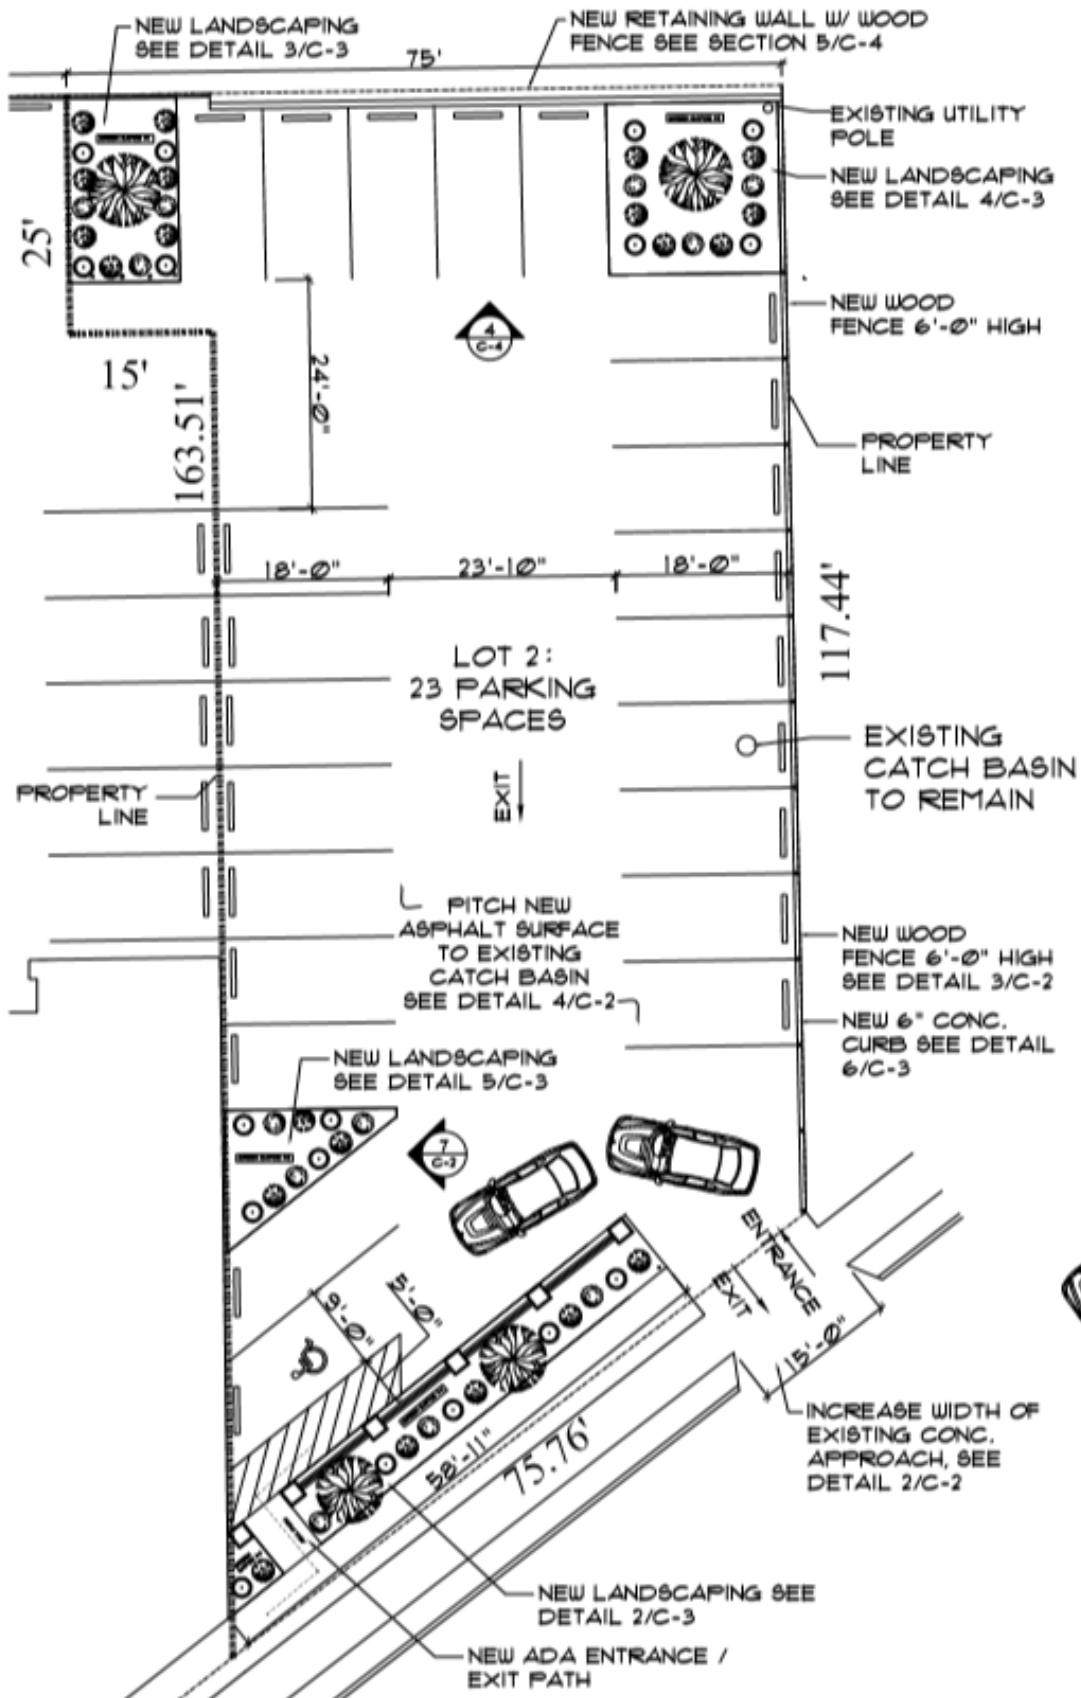 NEW LANDSCAPING
SEE DETAIL 3/C-3
NEW RETAINING WALL W/ WOOD
FENCE SEE SECTION 5/C-4
75'
EXISTING UTILITY
POLE
NEW LANDSCAPING
SEE DETAIL 4/C-3
25'
NEW WOOD
FENCE 6'-0" HIGH
4
C-4
15'
24'-0"
163.51'
PROPERTY
LINE
18'-0"
23'-10"
18'-0"
117.44'
LOT 2:
23 PARKING
SPACES
EXISTING
CATCH BASIN
TO REMAIN
EXIT
PROPERTY
LINE
PITCH NEW
ASPHALT SURFACE
TO EXISTING
CATCH BASIN
SEE DETAIL 4/C-2
NEW WOOD
FENCE 6'-0" HIGH
SEE DETAIL 3/C-2
NEW 6" CONC.
CURB SEE DETAIL
6/C-3
NEW LANDSCAPING
SEE DETAIL 5/C-3
7
C-2
ENTRANCE
EXIT
9'-0"
5'-0"
15'-0"
58'-11"
75.76'
INCREASE WIDTH OF
EXISTING CONC.
APPROACH, SEE
DETAIL 2/C-2
NEW LANDSCAPING SEE
DETAIL 2/C-3
NEW ADA ENTRANCE /
EXIT PATH